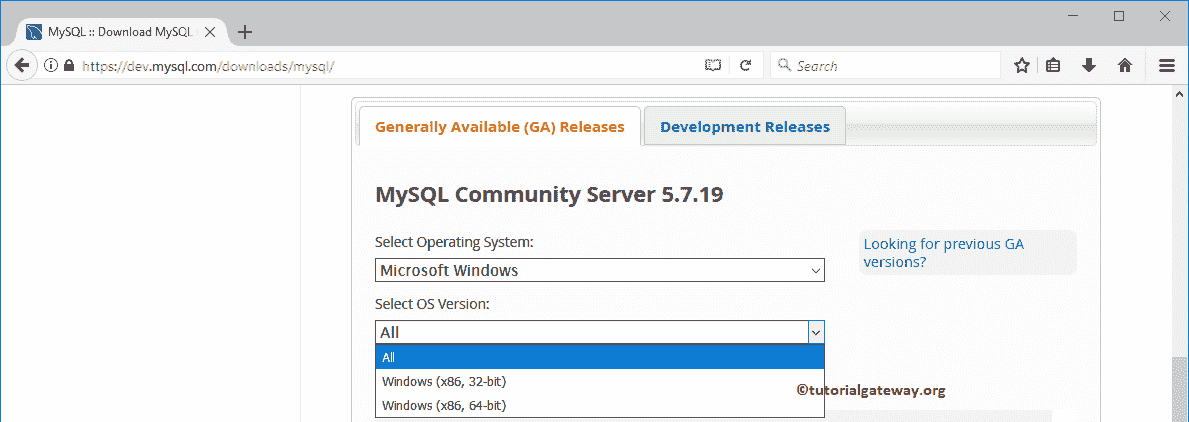 MySQL :: Download MySQL
https://dev.mysql.com/downloads/mysql/
Search
Generally Available (GA) Releases
Development Releases
MySQL Community Server 5.7.19
Select Operating System:
Looking for previous GA
versions?
Microsoft Windows
Select OS Version:
All
All
Windows (x86, 32-bit)
Windows (x86, 64-bit)
©tutorialgateway.org